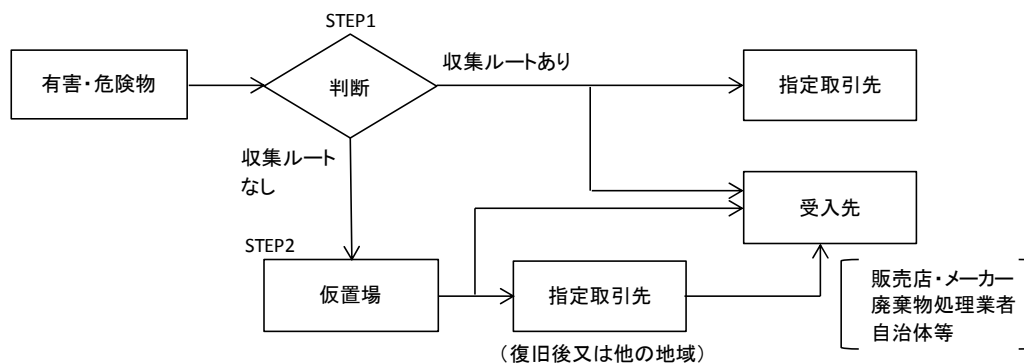 STEP1
有害・危険物
判断
収集ルートあり
指定取引先
収集ルート
なし
受入先
STEP2
仮置場
指定取引先
(復旧後又は他の地域)
販売店・メーカー
廃棄物処理業者
自治体等